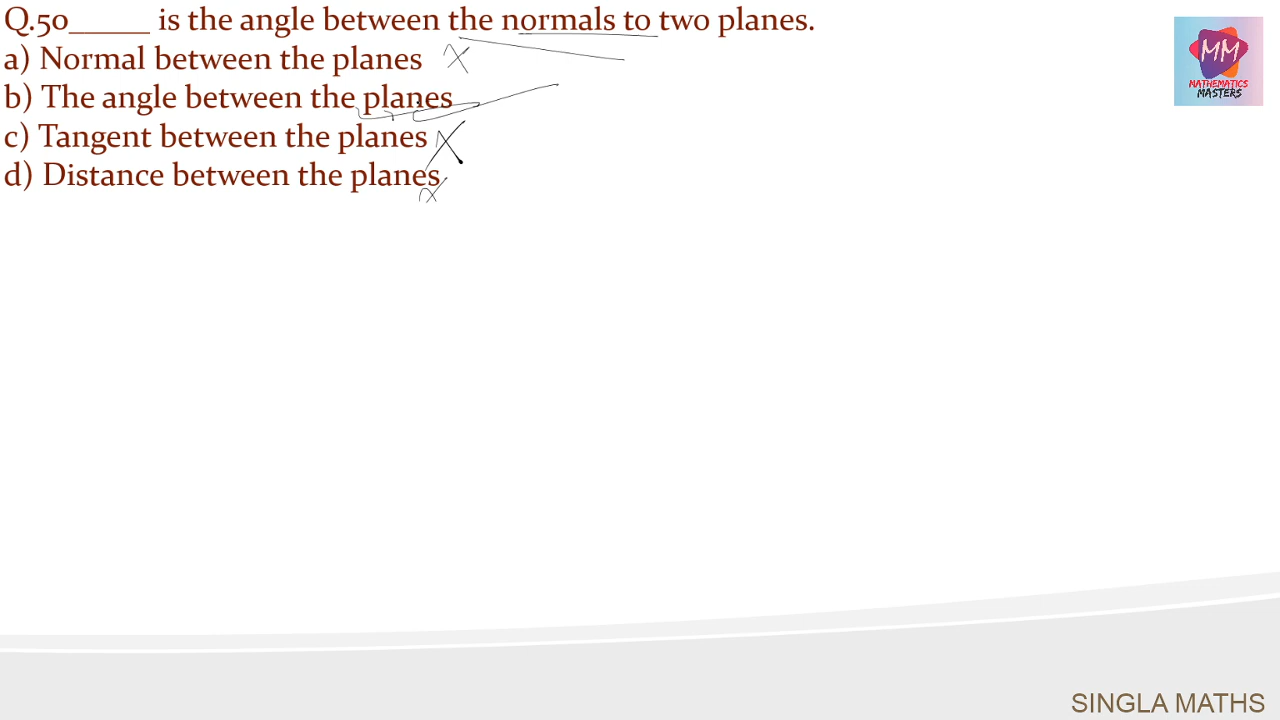 Q.50_____ is the angle between the normals to two planes.
a) Normal between the planes
b) The angle between the planes
c) Tangent between the planes
d) Distance between the planes
MM
MATHEMATICS
MASTERS
SINGLA MATHS